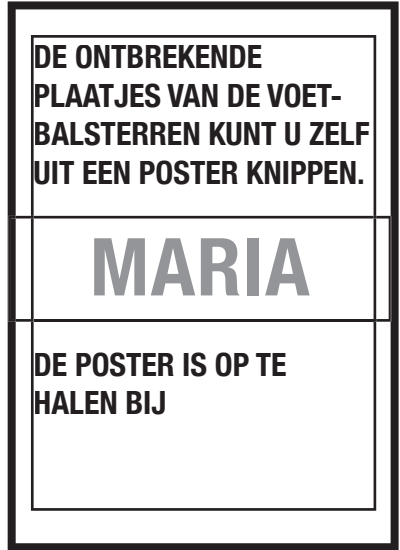 DE ONTBREKENDE
PLAATJES VAN DE VOET-
BALSTERREN KUNT U ZELF
UIT EEN POSTER KNIPPEN.
MARIA
DE POSTER IS OP TE
HALEN BIJ